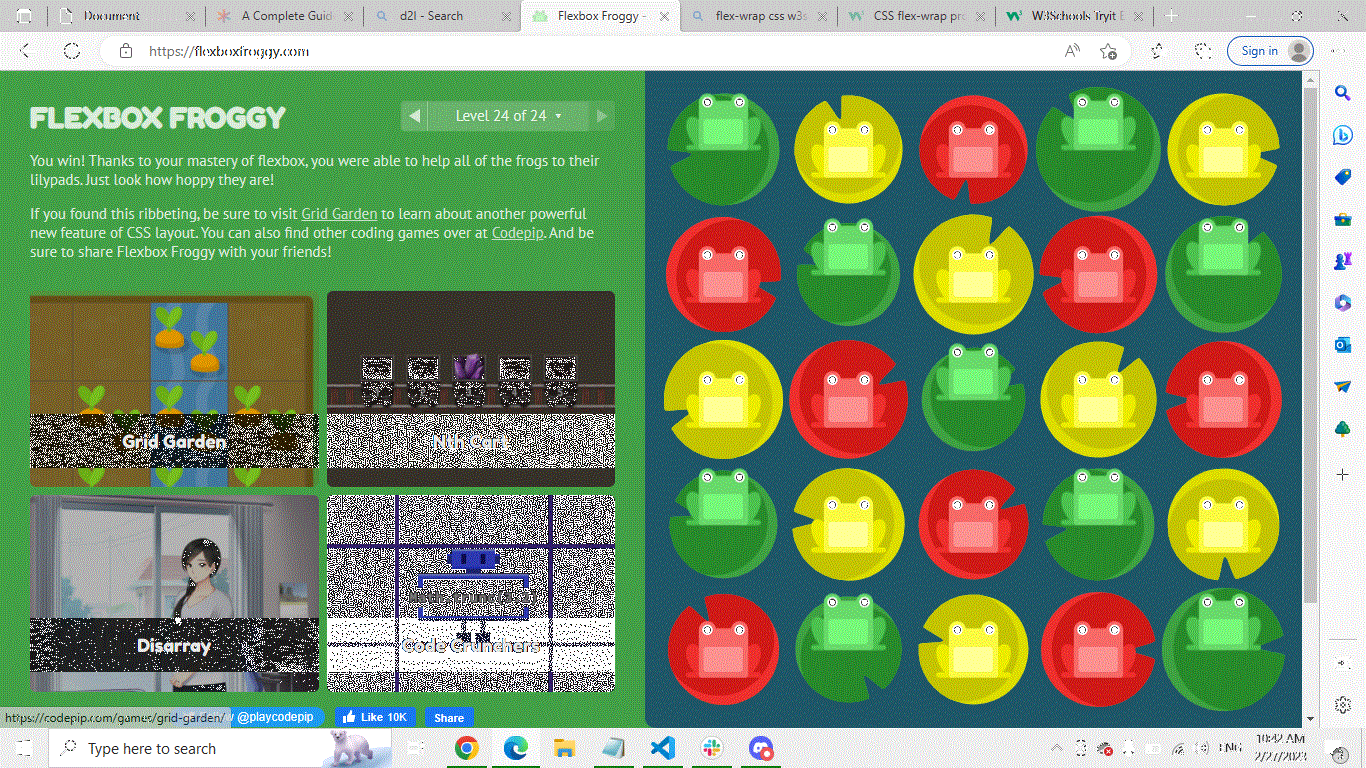 Document
A Complete Guid
d2l - Search
Flexbox Froggy -
flex-wrap css w3s
CSS flex-wrap pro
W3Schools Tryit E
https://flexboxfroggy.com
Sign in
FLEXBOX FROGGY
Level 24 of 24
You win! Thanks to your mastery of flexbox, you were able to help all of the frogs to their
lilypads. Just look how hoppy they are!
If you found this ribbeting, be sure to visit Grid Garden to learn about another powerful
new feature of CSS layout. You can also find other coding games over at Codepip. And be
sure to share Flexbox Froggy with your friends!
Grid Garden
Nth Cart
Disarray
Code Crunchers
https://codepip.com/games/grid-garden/
w @playcodepip
Like 10K
Share
Type here to search
ENG
10:42 AM
2/27/2023